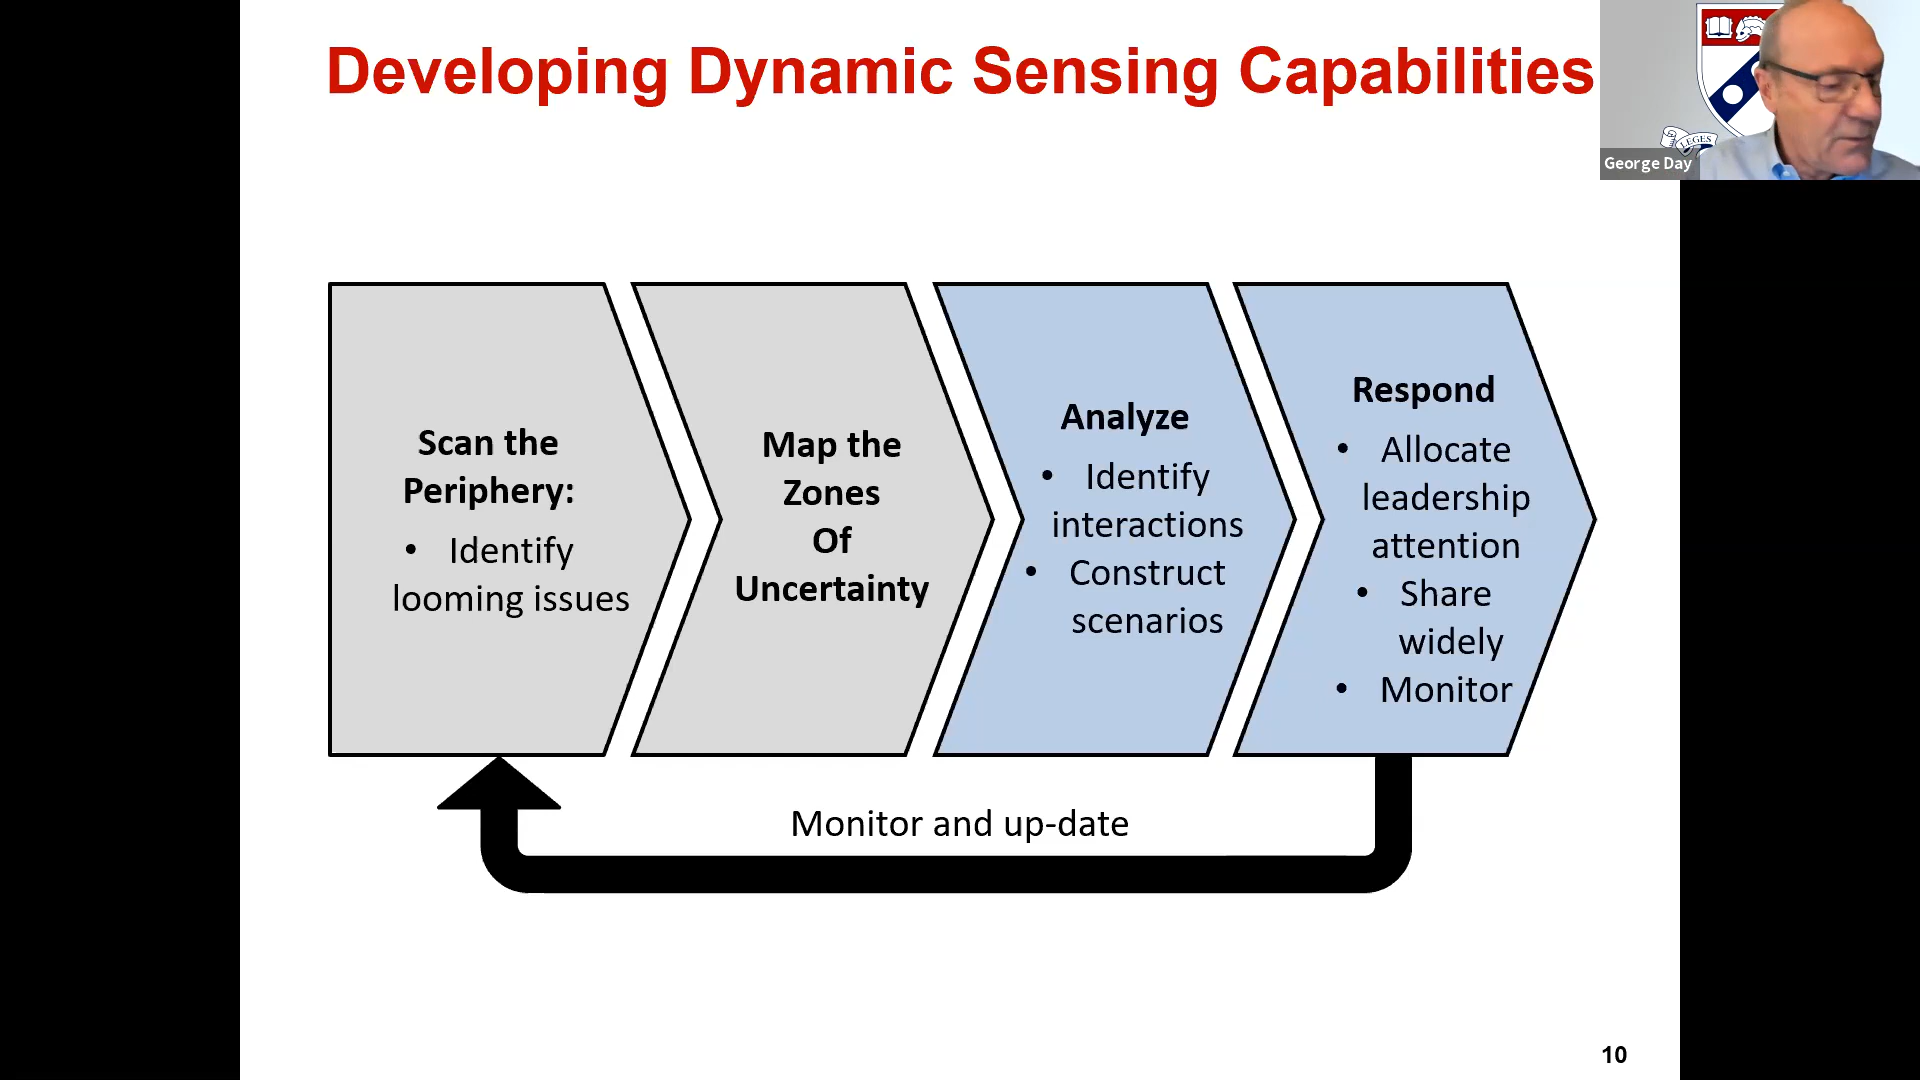 Developing Dynamic Sensing Capabilities
LEGES
George Day
Scan the
Periphery:
• Identify
looming issues
Map the
Zones
Of
Uncertainty
Analyze
• Identify
interactions
• Construct
scenarios
Respond
• Allocate
leadership
attention
• Share
widely
• Monitor
Monitor and up-date
10